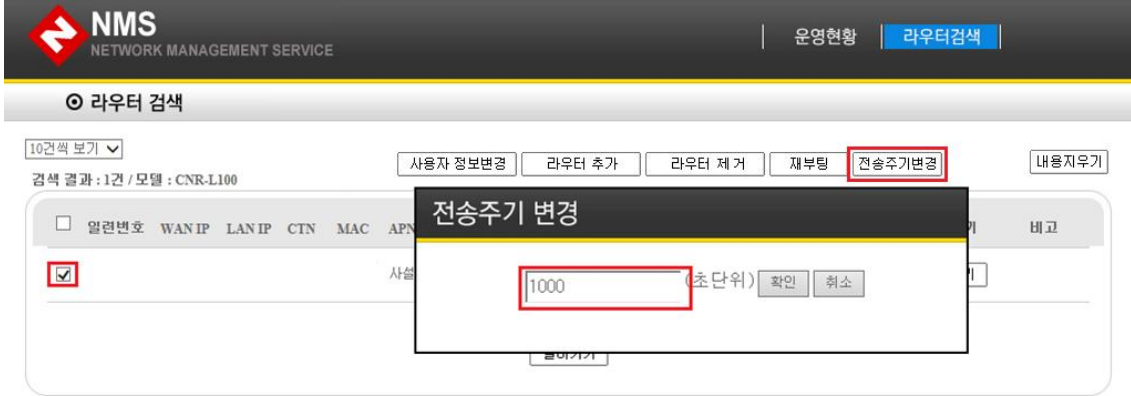 NMS
NETWORK MANAGEMENT SERVICE
운영현황
라우터검색
라우터 검색
10건씩 보기
사용자 정보변경
라우터 추가
라우터 제거
재부팅
전송주기변경
내용지우기
검색 결과 : 1건 / 모델 : CNR-L100
전송주기 변경
일련번호 WAN IP LAN IP CTN MAC APN
비고
사설
1000
(초단위)
확인
취소